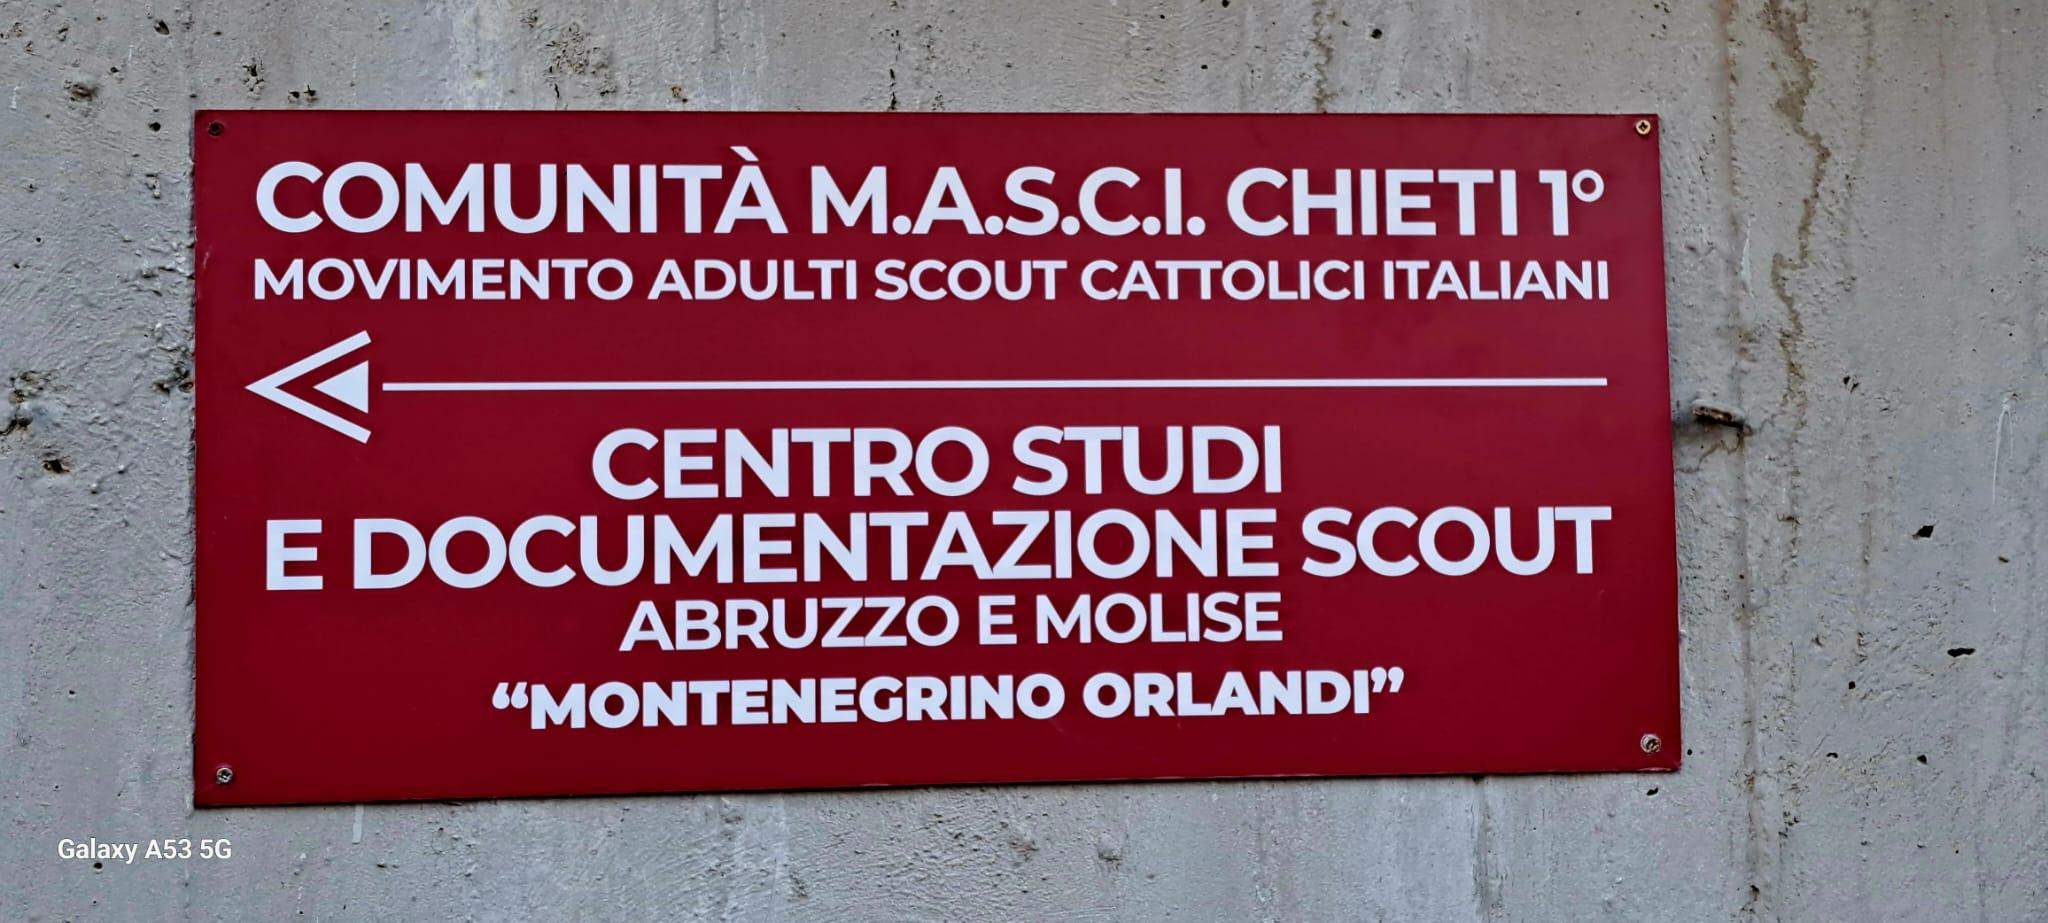 COMUNITÀ M.A.S.C.I. CHIETI 1°
MOVIMENTO ADULTI SCOUT CATTOLICI ITALIANI
CENTRO STUDI
E DOCUMENTAZIONE SCOUT
ABRUZZO E MOLISE
“MONTENEGRINO ORLANDI”
Galaxy A53 5G